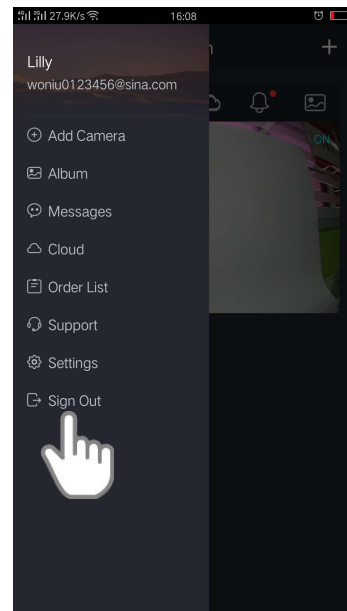 27.9K/s
16:08
Lilly
woniu0123456@sina.com
Add Camera
Album
Messages
Cloud
Order List
Support
Settings
Sign Out
ON